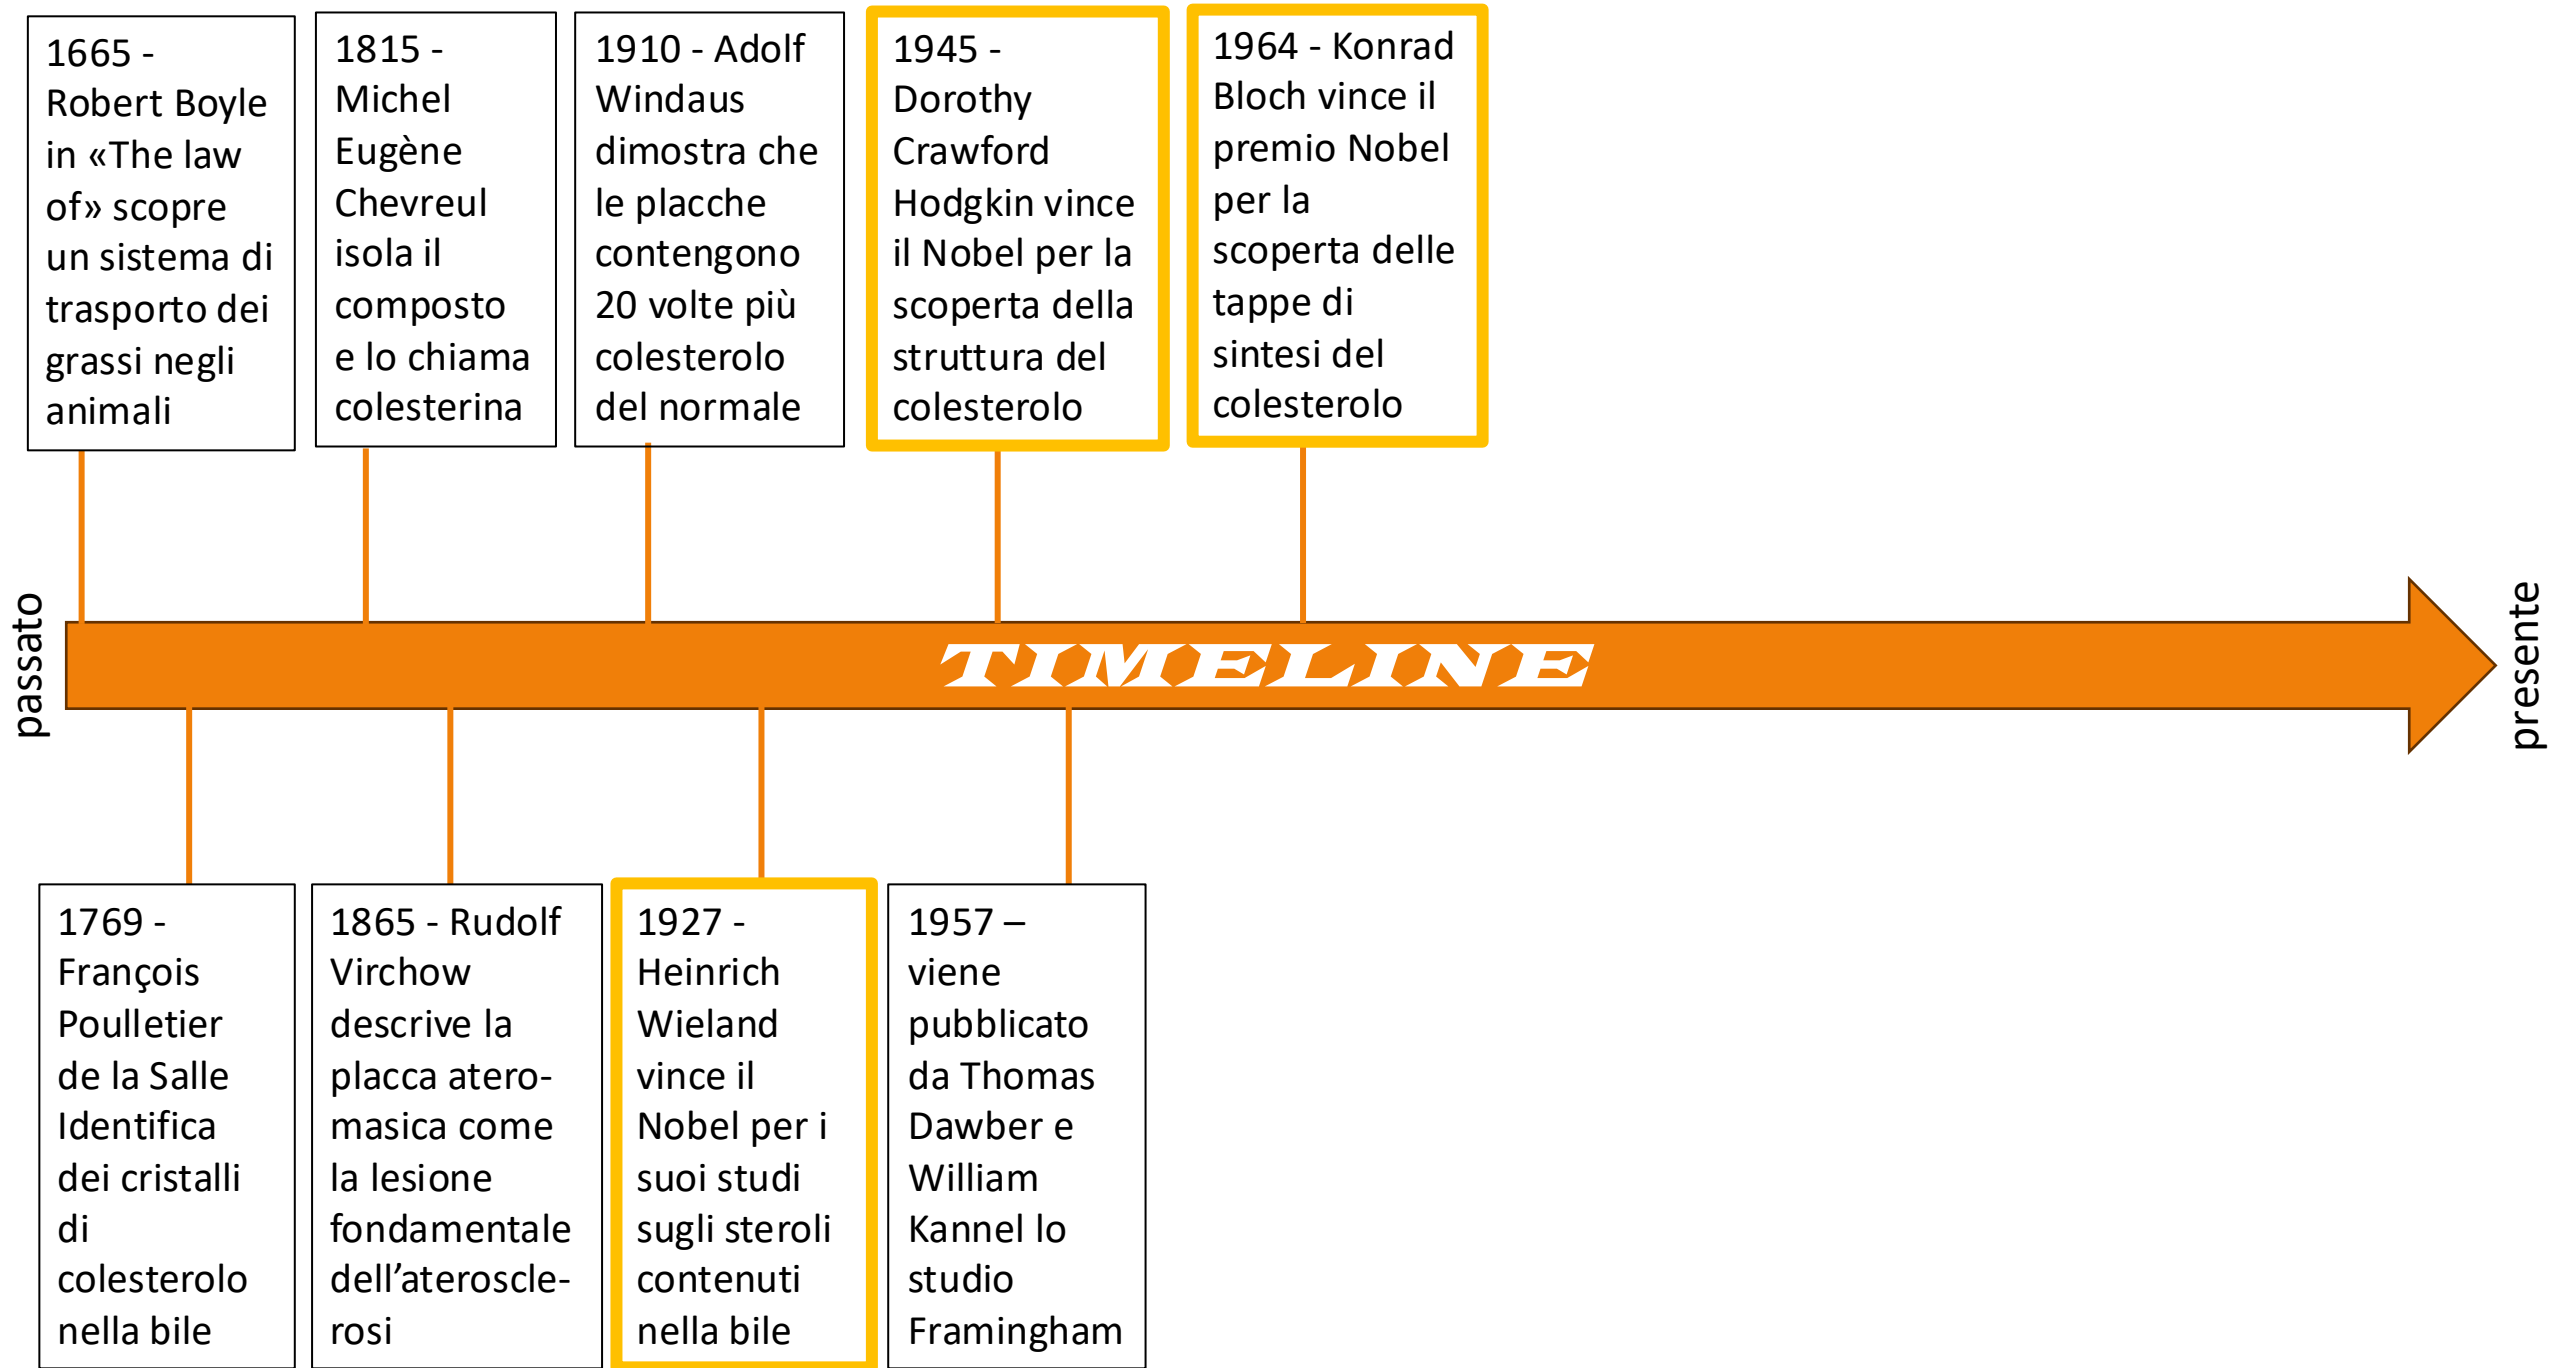 1665 -
Robert Boyle
in «The law
of» scopre
un sistema di
trasporto dei
grassi negli
animali
1815 -
Michel
Eugène
Chevreul
isola il
composto
e lo chiama
colesterina
1910 - Adolf
Windaus
dimostra che
le placche
contengono
20 volte più
colesterolo
del normale
1945 -
Dorothy
Crawford
Hodgkin vince
il Nobel per la
scoperta della
struttura del
colesterolo
1964 - Konrad
Bloch vince il
premio Nobel
per la
scoperta delle
tappe di
sintesi del
colesterolo
passato
TIMELINE
presente
1769 -
François
Poulletier
de la Salle
Identifica
dei cristalli
di
colesterolo
nella bile
1865 - Rudolf
Virchow
descrive la
placca atero-
masica come
la lesione
fondamentale
dell’ateroscle-
rosi
1927 -
Heinrich
Wieland
vince il
Nobel per i
suoi studi
sugli steroli
contenuti
nella bile
1957 –
viene
pubblicato
da Thomas
Dawber e
William
Kannel lo
studio
Framingham